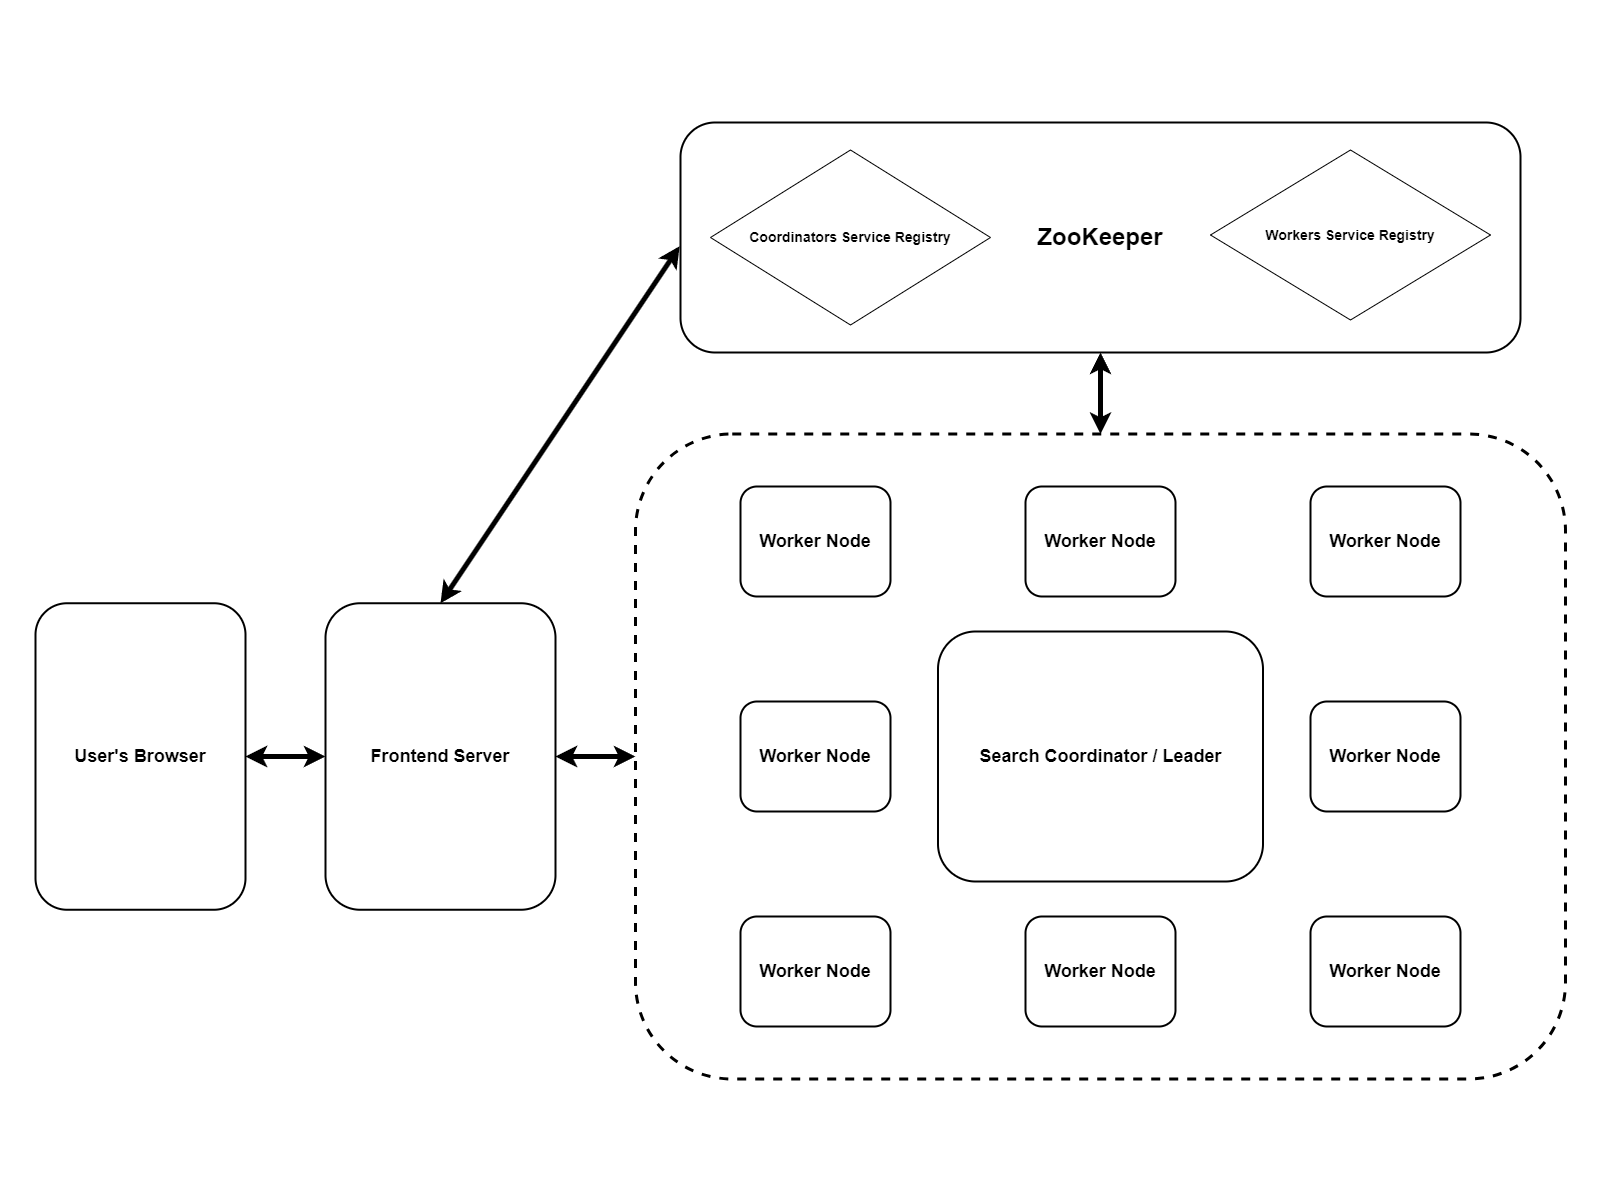 Coordinators Service Registry
ZooKeeper
Workers Service Registry
Worker Node
Worker Node
Worker Node
User's Browser
Frontend Server
Worker Node
Search Coordinator / Leader
Worker Node
Worker Node
Worker Node
Worker Node